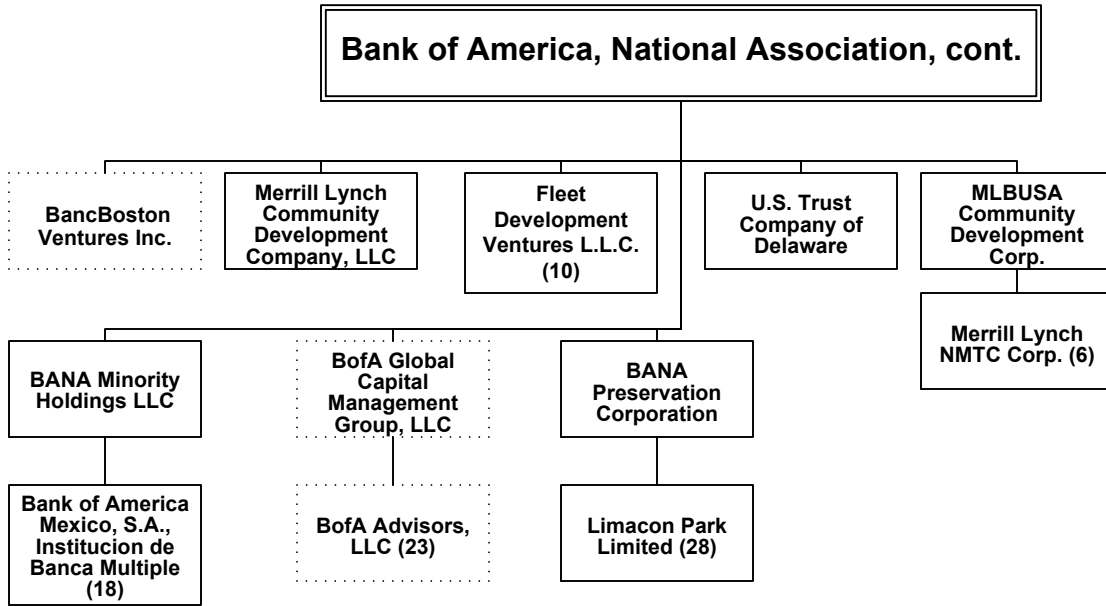 Bank of America, National Association, cont.
BancBoston
Ventures Inc.
Merrill Lynch
Community
Development
Company, LLC
Fleet
Development
Ventures L.L.C.
(10)
U.S. Trust
Company of
Delaware
MLBUSA
Community
Development
Corp.
Merrill Lynch
NMTC Corp. (6)
BANA Minority
Holdings LLC
BofA Global
Capital
Management
Group, LLC
BANA
Preservation
Corporation
Bank of America
Mexico, S.A.,
Institucion de
Banca Multiple
(18)
BofA Advisors,
LLC (23)
Limacon Park
Limited (28)